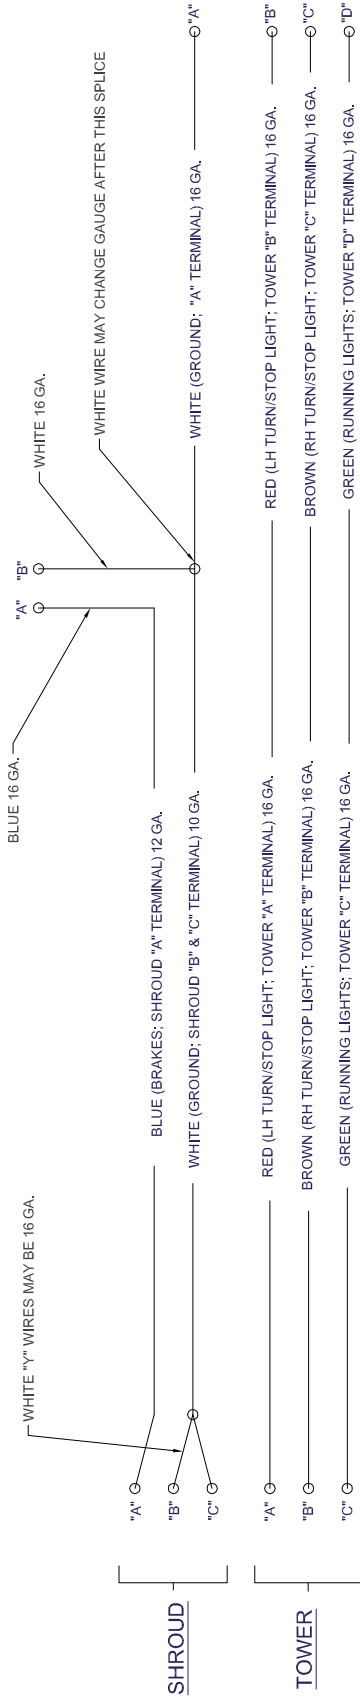 BLUE 16 GA.
WHITE "Y" WIRES MAY BE 16 GA.
WHITE 16 GA.
WHITE WIRE MAY CHANGE GAUGE AFTER THIS SPLICE
"A"
"B"
SHROUD
"A"
"B"
"C"
BLUE (BRAKES; SHROUD "A" TERMINAL) 12 GA.
WHITE (GROUND; SHROUD "B" & "C" TERMINAL) 10 GA.
WHITE (GROUND; "A" TERMINAL) 16 GA.
"A"
TOWER
"A"
RED (LH TURN/STOP LIGHT; TOWER "A" TERMINAL) 16 GA.
RED (LH TURN/STOP LIGHT; TOWER "B" TERMINAL) 16 GA.
"B"
"B"
BROWN (RH TURN/STOP LIGHT; TOWER "B" TERMINAL) 16 GA.
BROWN (RH TURN/STOP LIGHT; TOWER "C" TERMINAL) 16 GA.
"C"
"C"
GREEN (RUNNING LIGHTS; TOWER "C" TERMINAL) 16 GA.
GREEN (RUNNING LIGHTS; TOWER "D" TERMINAL) 16 GA.
"D"